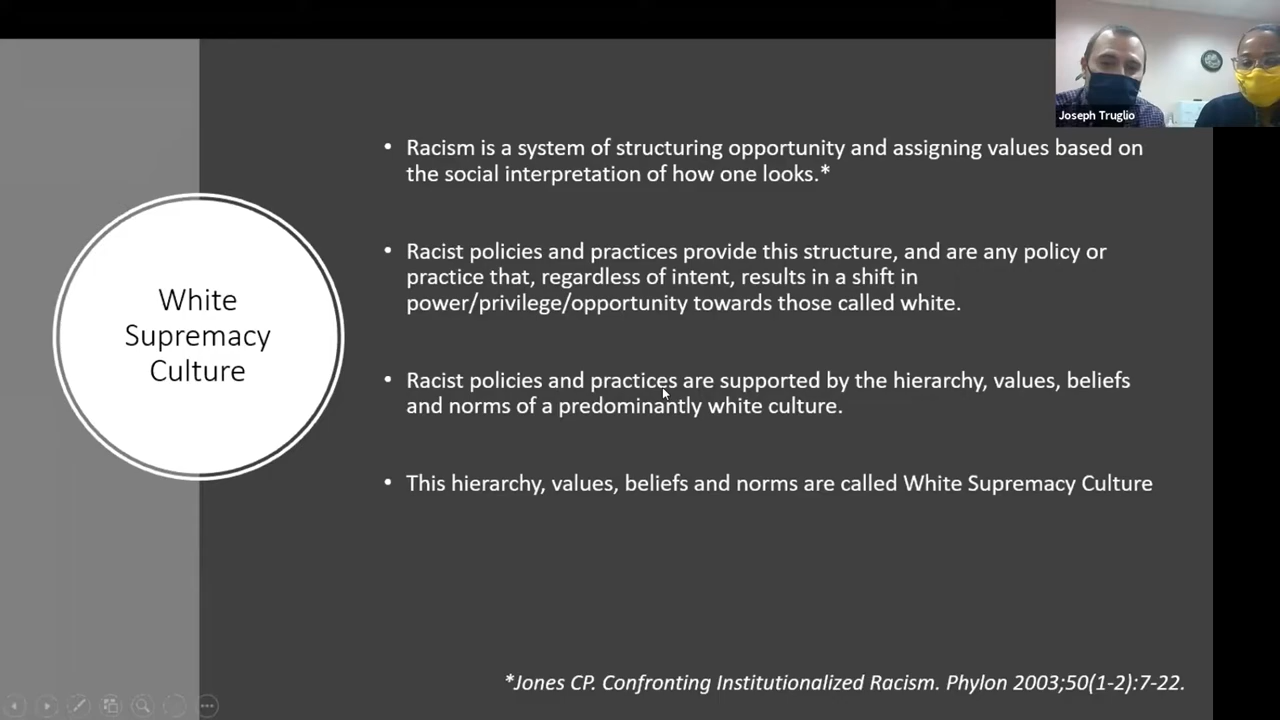 Joseph Truglio
White
Supremacy
Culture
• Racism is a system of structuring opportunity and assigning values based on
the social interpretation of how one looks.*
• Racist policies and practices provide this structure, and are any policy or
practice that, regardless of intent, results in a shift in
power/privilege/opportunity towards those called white.
• Racist policies and practices are supported by the hierarchy, values, beliefs
and norms of a predominantly white culture.
• This hierarchy, values, beliefs and norms are called White Supremacy Culture
*Jones CP. Confronting Institutionalized Racism. Phylon 2003;50(1-2):7-22.